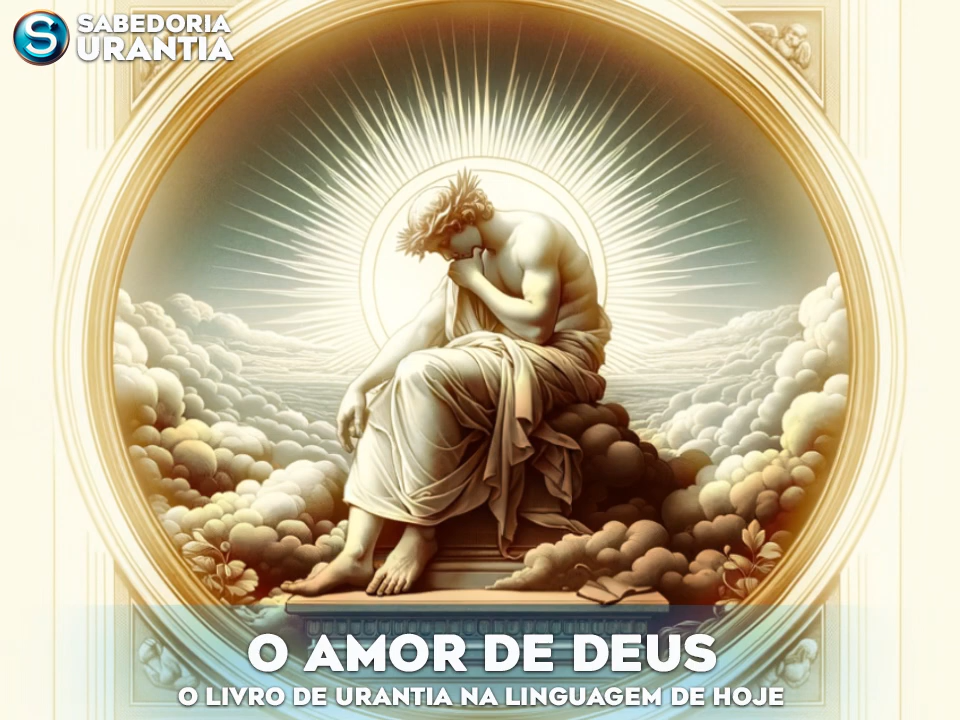 S
SABEDORIA
URANTIA
O AMOR DE DEUS
O LIVRO DE URANTIA NA LINGUAGEM DE HOJE